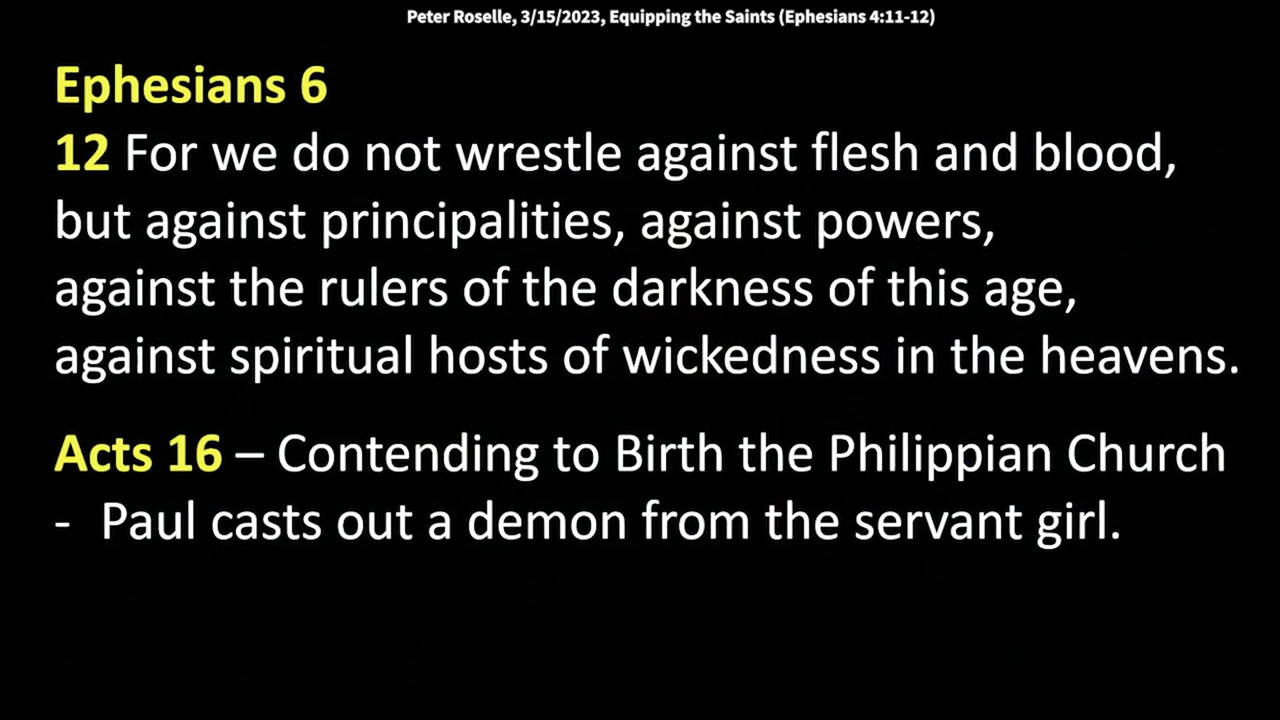 Peter Roselle, 3/15/2023, Equipping the Saints (Ephesians 4:11-12)
Ephesians 6
12 For we do not wrestle against flesh and blood,
but against principalities, against powers,
against the rulers of the darkness of this age,
against spiritual hosts of wickedness in the heavens.
Acts 16 – Contending to Birth the Philippian Church
- Paul casts out a demon from the servant girl.